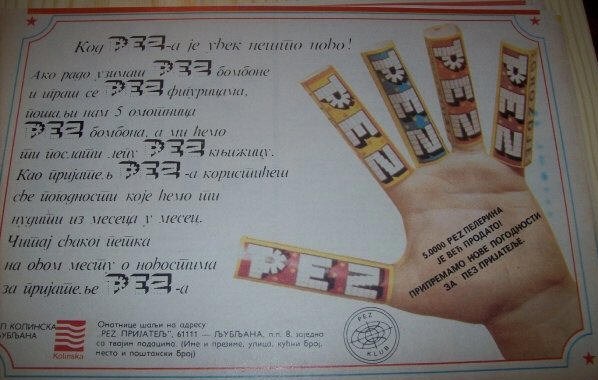 Код PEZ-а је увек нешто ново!
Ако радо узимаш PEZ бомбоне
и играш се PEZ фигурицама,
пошаљи нам 5 омотница
PEZ бомбона, а ми ћемо
ти послати лепу PEZ књижицу.
Као пријатељ PEZ-а користићеш
све погодности које ћемо ти
нудити из месеца у месец.
Читај сваког петка
на овом месту о новостима
за пријатеље PEZ-а
PEZ
PEZ
PEZ
PEZ
PEZ
5.0000 PEZ ПЕЛЕРИНА
ЈЕ ВЕЋ ПРОДАТО!
ПРИПРЕМАМО НОВЕ ПОГОДНОСТИ
ЗА ПЕЗ ПРИЈАТЕЉЕ.
КОЛИНСКА
Kolinska
Омотнице шаљи на адресу
„PEZ ПРИЈАТЕЉ", 61111 — ЉУБЉАНА, п.п. 8, заједно
са твојим подацима. (Име и презиме, улица, кућни број,
место и поштански број)
PEZ
KLUB